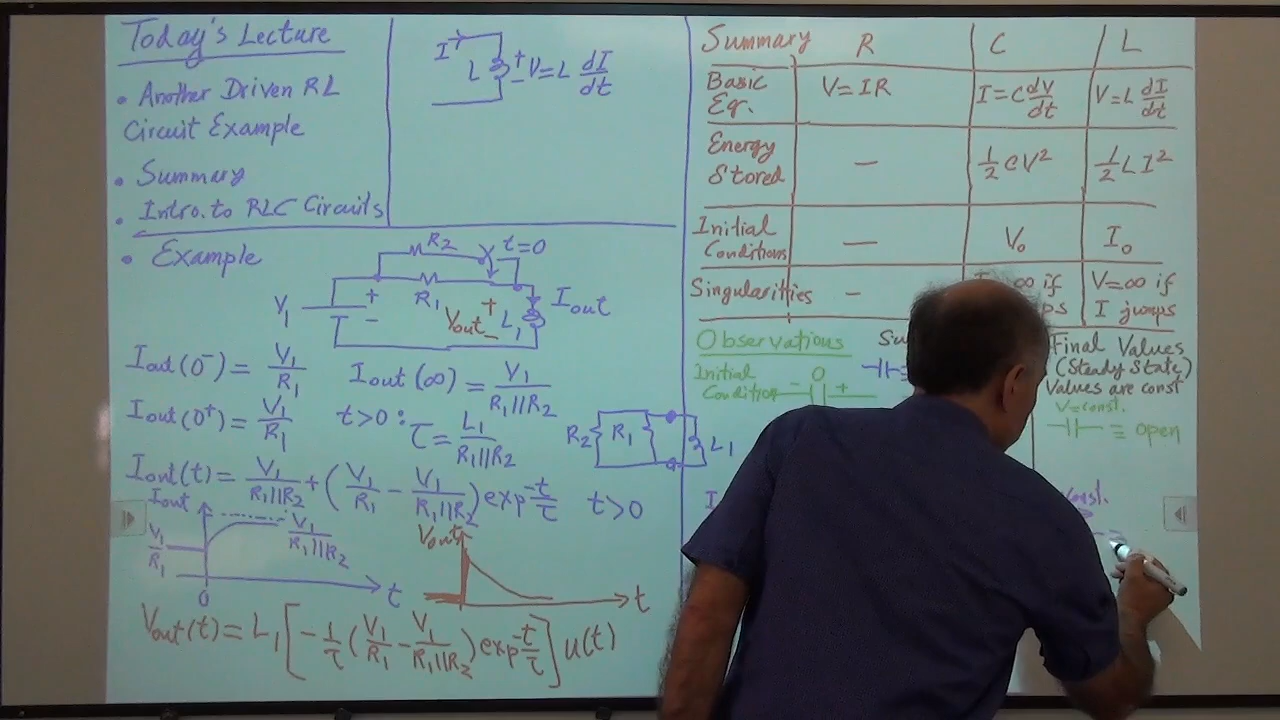 Today's Lecture
• Another Driven RL
Circuit Example
• Summary
• Intro. to RLC Circuits
I L + - V = L dI/dt
• Example
R2 t=0
R1
V1 + - Vout + - L1 Iout
Iout(0⁻) = V1/R1 Iout(∞) = V1/R1||R2
Iout(0⁺) = V1/R1 t>0: τ = L1/R1||R2
R2 R1 L1
Iout(t) = V1/R1||R2 + (V1/R1 - V1/R1||R2) exp -t/τ t>0
Iout V1/R1 V1/R1||R2 0 t
Vout t
Vout(t) = L1 [-1/τ (V1/R1 - V1/R1||R2) exp -t/τ] u(t)
Summary R C L
Basic Eq. V=IR I=C dV/dt V=L dI/dt
Energy Stored — 1/2 CV² 1/2 LI²
Initial Conditions — V0 I0
Singularities — ∞ if V=∞ if
I jumps
Observations
Initial
Condition - 0 +
Final Values
(Steady State)
Values are const
V=const.
≡ open
const.